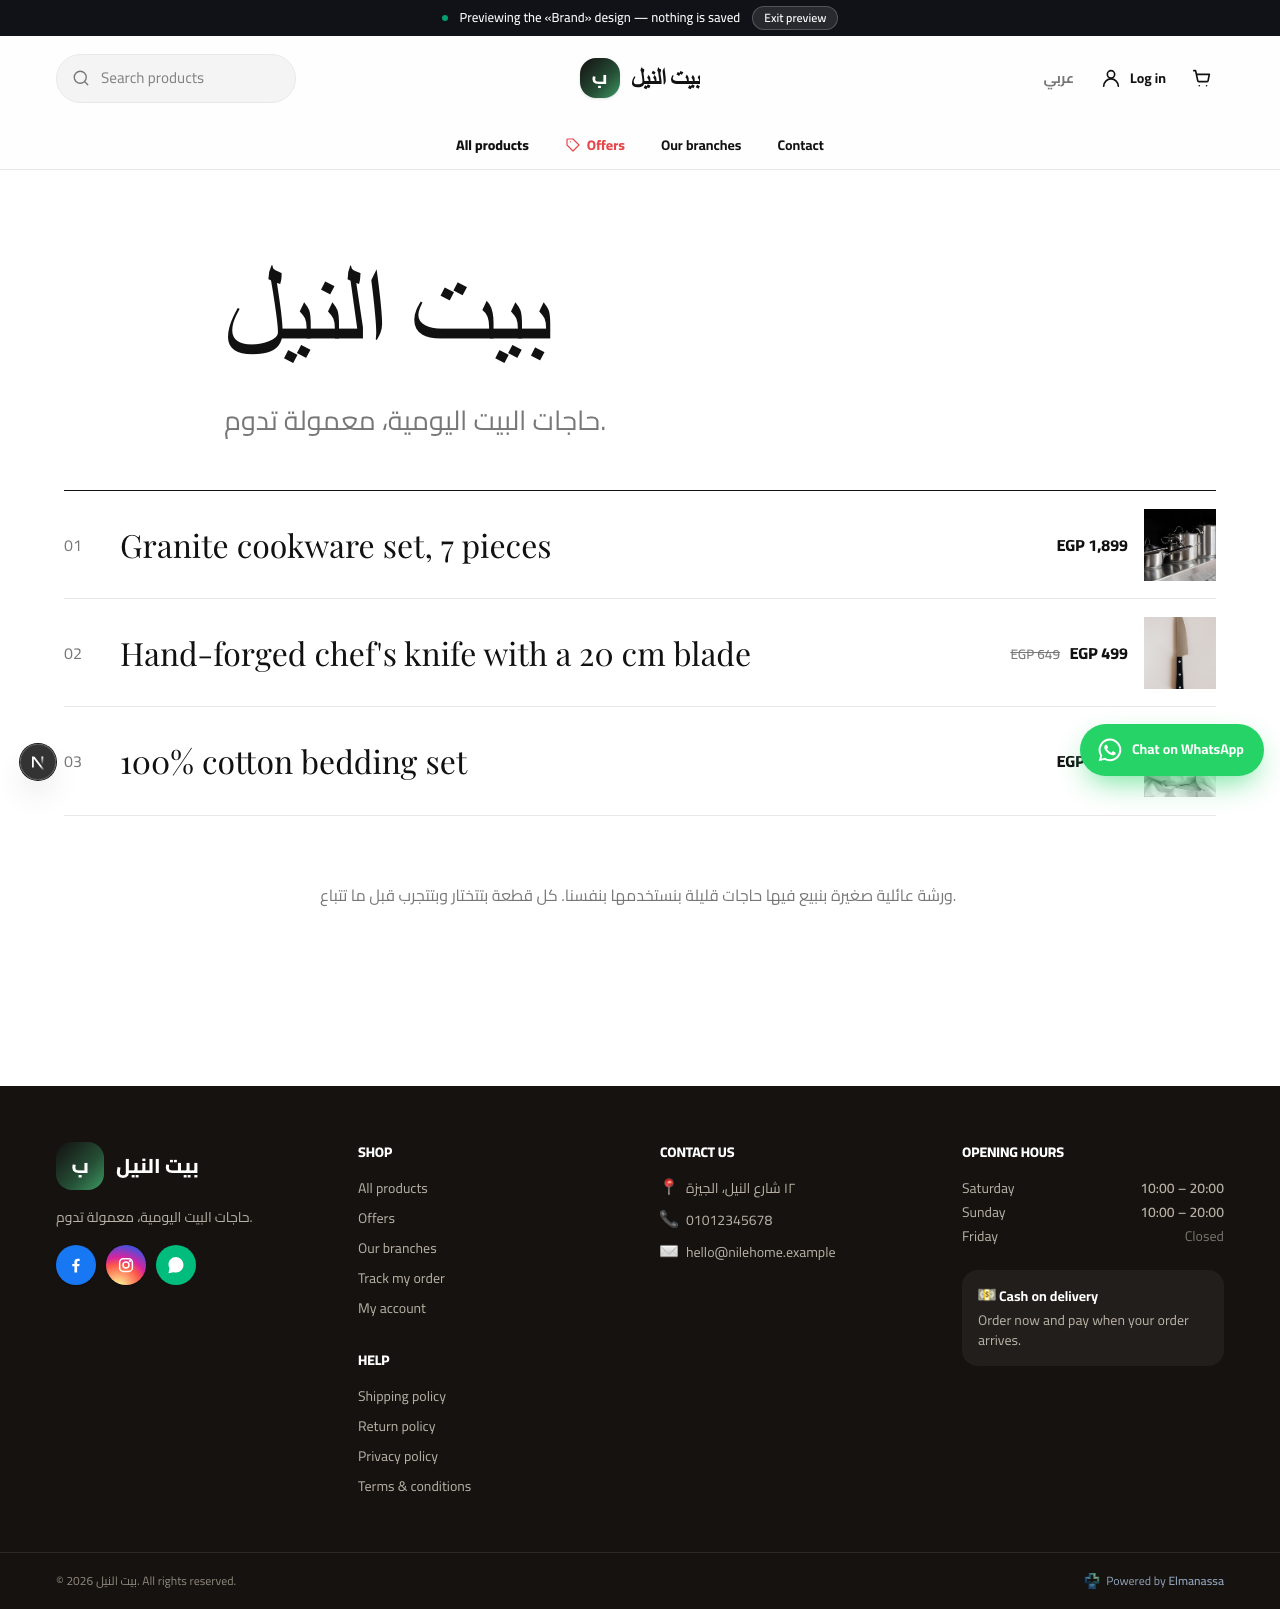 Previewing the «Brand» design — nothing is saved
Exit preview
Search products
ب
بيت النيل
عربي
Log in
All products
Offers
Our branches
Contact
بيت النيل
حاجات البيت اليومية، معمولة تدوم.
01
Granite cookware set, 7 pieces
EGP 1,899
02
Hand-forged chef's knife with a 20 cm blade
EGP 649 EGP 499
03
100% cotton bedding set
EGP
Chat on WhatsApp
N
ورشة عائلية صغيرة بنبيع فيها حاجات قليلة بنستخدمها بنفسنا. كل قطعة بتتختار وبتتجرب قبل ما تتباع.
ب
بيت النيل
حاجات البيت اليومية، معمولة تدوم.
SHOP
All products
Offers
Our branches
Track my order
My account
HELP
Shipping policy
Return policy
Privacy policy
Terms & conditions
CONTACT US
١٢ شارع النيل، الجيزة
01012345678
hello@nilehome.example
OPENING HOURS
Saturday 10:00 – 20:00
Sunday 10:00 – 20:00
Friday Closed
Cash on delivery
Order now and pay when your order
arrives.
© 2026 بيت النيل. All rights reserved.
Powered by Elmanassa